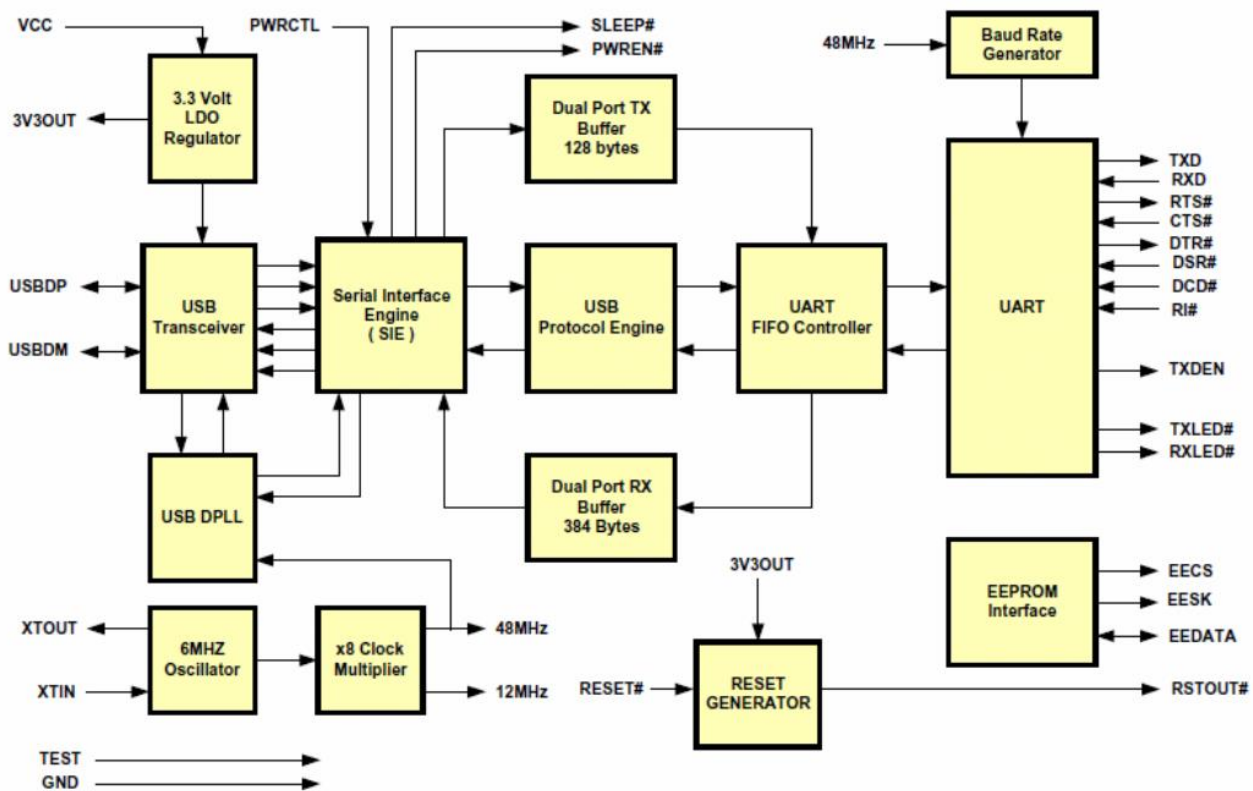 VCC
PWRCTL
SLEEP#
PWREN#
48MHz
Baud Rate
Generator
3.3 Volt
LDO
Regulator
3V3OUT
Dual Port TX
Buffer
128 bytes
TXD
RXD
RTS#
CTS#
DTR#
DSR#
DCD#
RI#
TXDEN
TXLED#
RXLED#
USBDP
USBDM
USB
Transceiver
Serial Interface
Engine
( SIE )
USB
Protocol Engine
UART
FIFO Controller
UART
USB DPLL
Dual Port RX
Buffer
384 Bytes
3V3OUT
EEPROM
Interface
EECS
EESK
EEDATA
XTOUT
XTIN
6MHZ
Oscillator
x8 Clock
Multiplier
48MHz
12MHz
RESET#
RESET
GENERATOR
RSTOUT#
TEST
GND